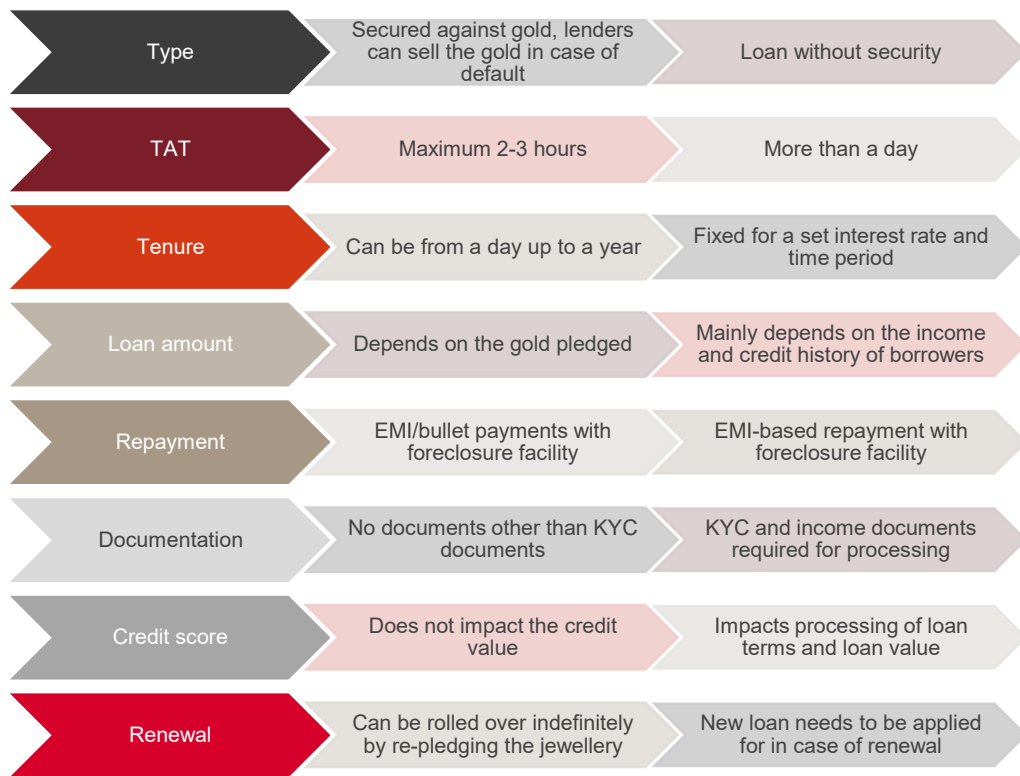 Type
Secured against gold, lenders
can sell the gold in case of
default
Loan without security
TAT
Maximum 2-3 hours
More than a day
Tenure
Can be from a day up to a year
Fixed for a set interest rate and
time period
Loan amount
Depends on the gold pledged
Mainly depends on the income
and credit history of borrowers
Repayment
EMI/bullet payments with
foreclosure facility
EMI-based repayment with
foreclosure facility
Documentation
No documents other than KYC
documents
KYC and income documents
required for processing
Credit score
Does not impact the credit
value
Impacts processing of loan
terms and loan value
Renewal
Can be rolled over indefinitely
by re-pledging the jewellery
New loan needs to be applied
for in case of renewal